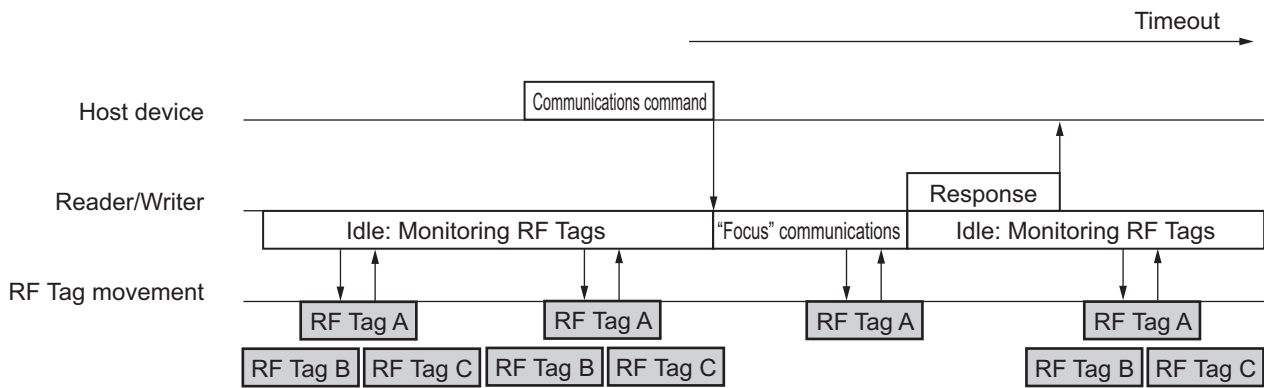 Timeout
Host device
Communications command
Reader/Writer
Response
Idle: Monitoring RF Tags
“Focus” communications
Idle: Monitoring RF Tags
RF Tag movement
RF Tag A
RF Tag A
RF Tag A
RF Tag A
RF Tag B
RF Tag C
RF Tag B
RF Tag C
RF Tag B
RF Tag C